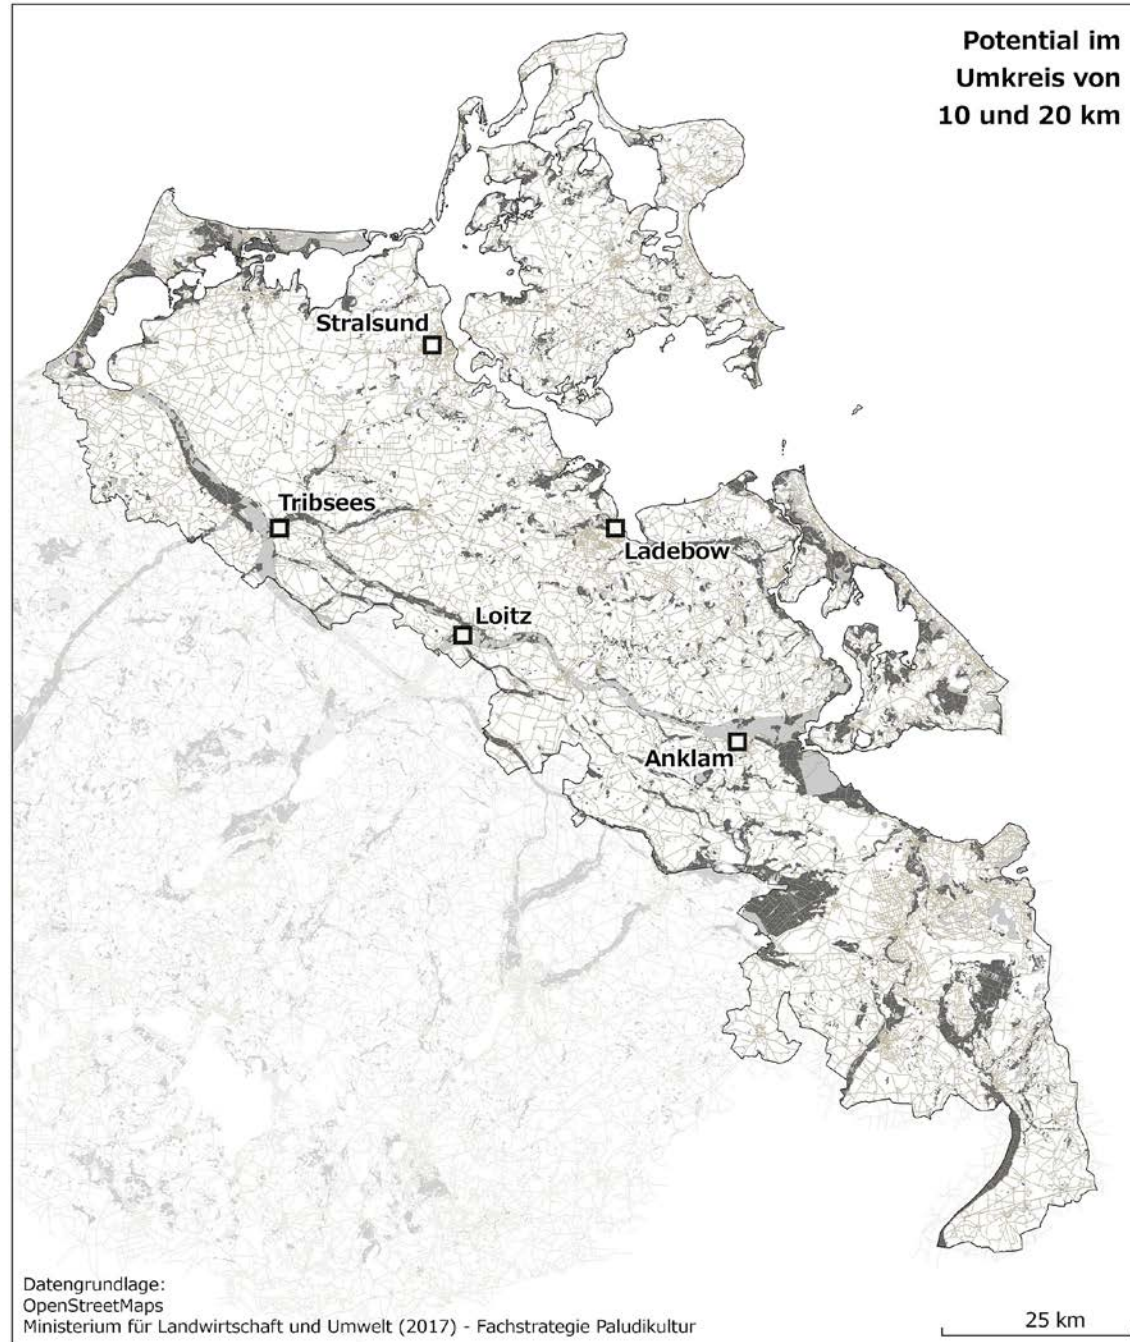 Potential im
Umkreis von
10 und 20 km
Stralsund
Tribsees
Ladebow
Loitz
Anklam
Datengrundlage:
OpenStreetMaps
Ministerium für Landwirtschaft und Umwelt (2017) - Fachstrategie Paludikultur
25 km